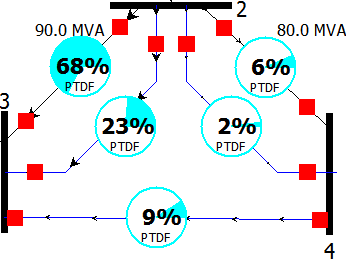 2
90.0 MVA
80.0 MVA
68%
PTDF
6%
PTDF
3
23%
PTDF
2%
PTDF
9%
PTDF
4